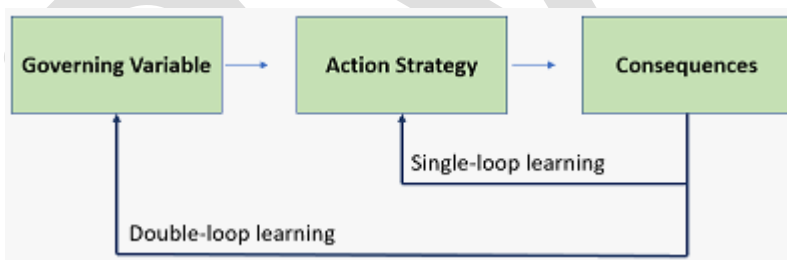 Governing Variable
Action Strategy
Consequences
Single-loop learning
Double-loop learning